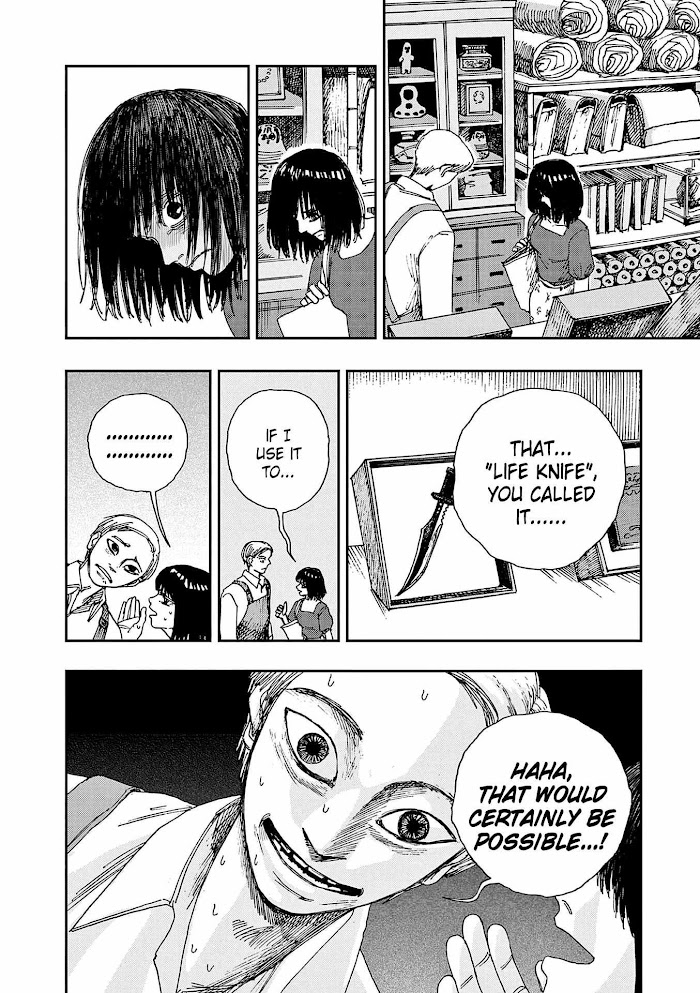 THAT...
"LIFE KNIFE",
YOU CALLED
IT......
IF I
USE IT
TO...
.............
.............
HAHA,
THAT WOULD
CERTAINLY BE
POSSIBLE...!